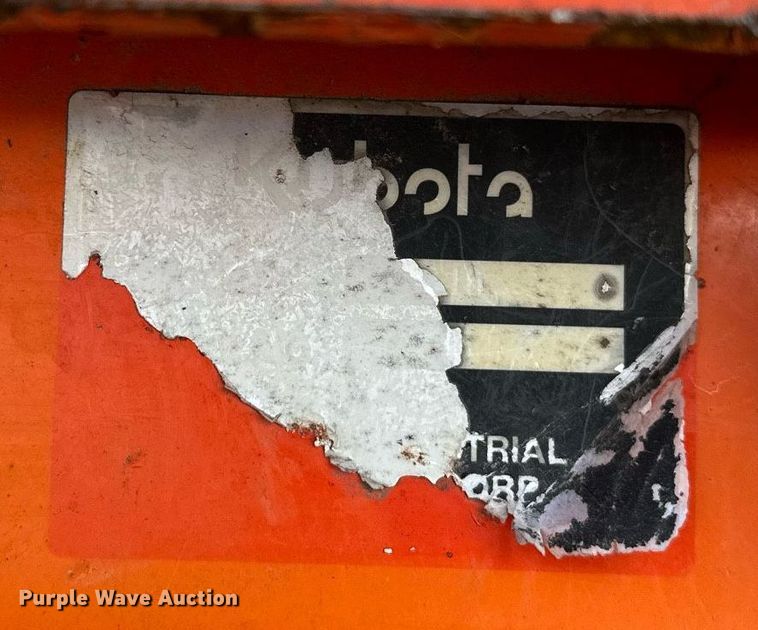 Kubota
TRIAL
ORP
Purple Wave Auction